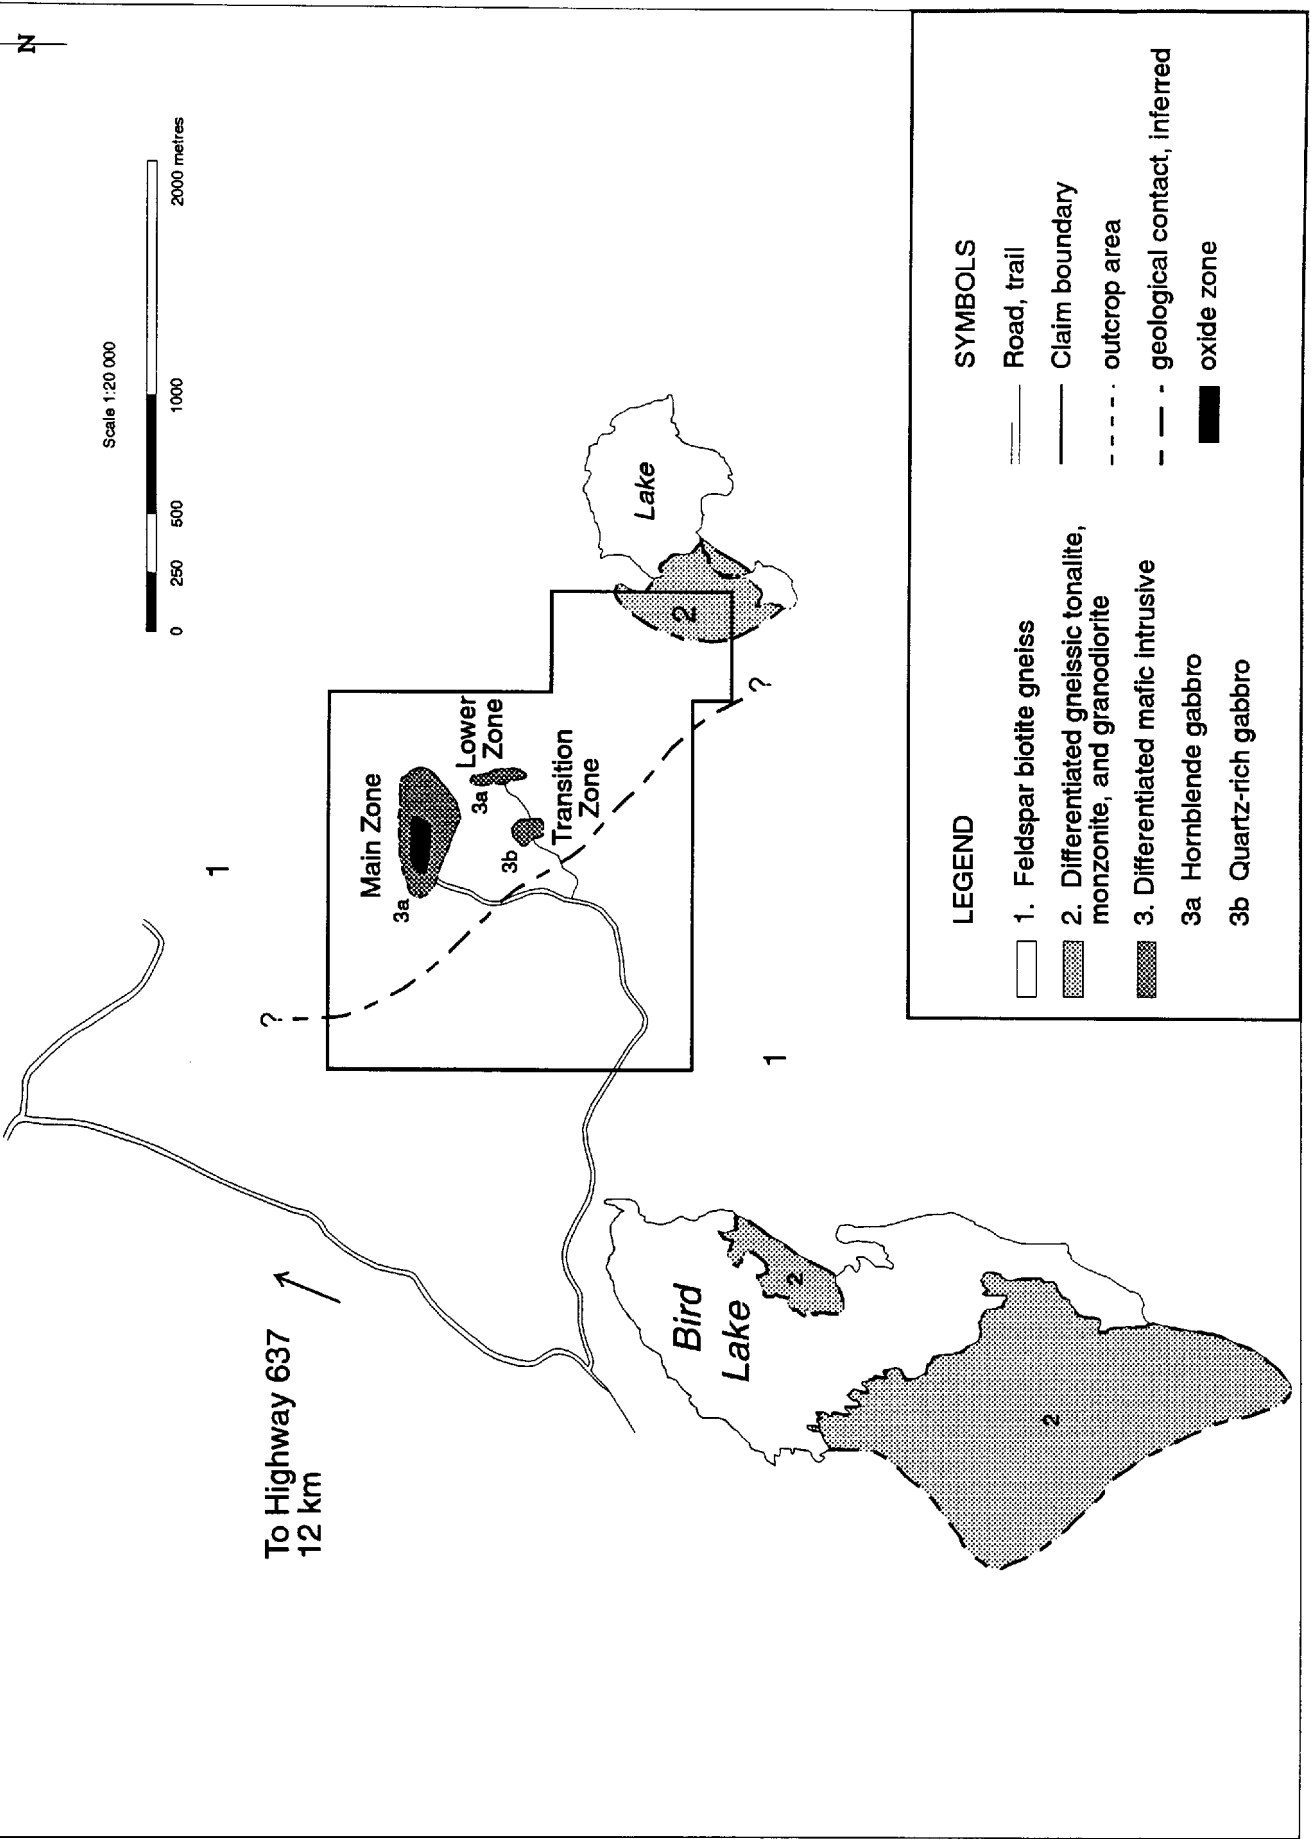 N
Scale 1:20 000
0 250 500 1000 2000 metres
To Highway 637
12 km
1
Main Zone
3a
Lower
Zone
3a
3b
Transition
Zone
?
?
1
2
Lake
Bird
Lake
2
2
LEGEND
1. Feldspar biotite gneiss
2. Differentiated gneissic tonalite,
monzonite, and granodiorite
3. Differentiated mafic intrusive
3a Hornblende gabbro
3b Quartz-rich gabbro
SYMBOLS
Road, trail
Claim boundary
outcrop area
geological contact, inferred
oxide zone